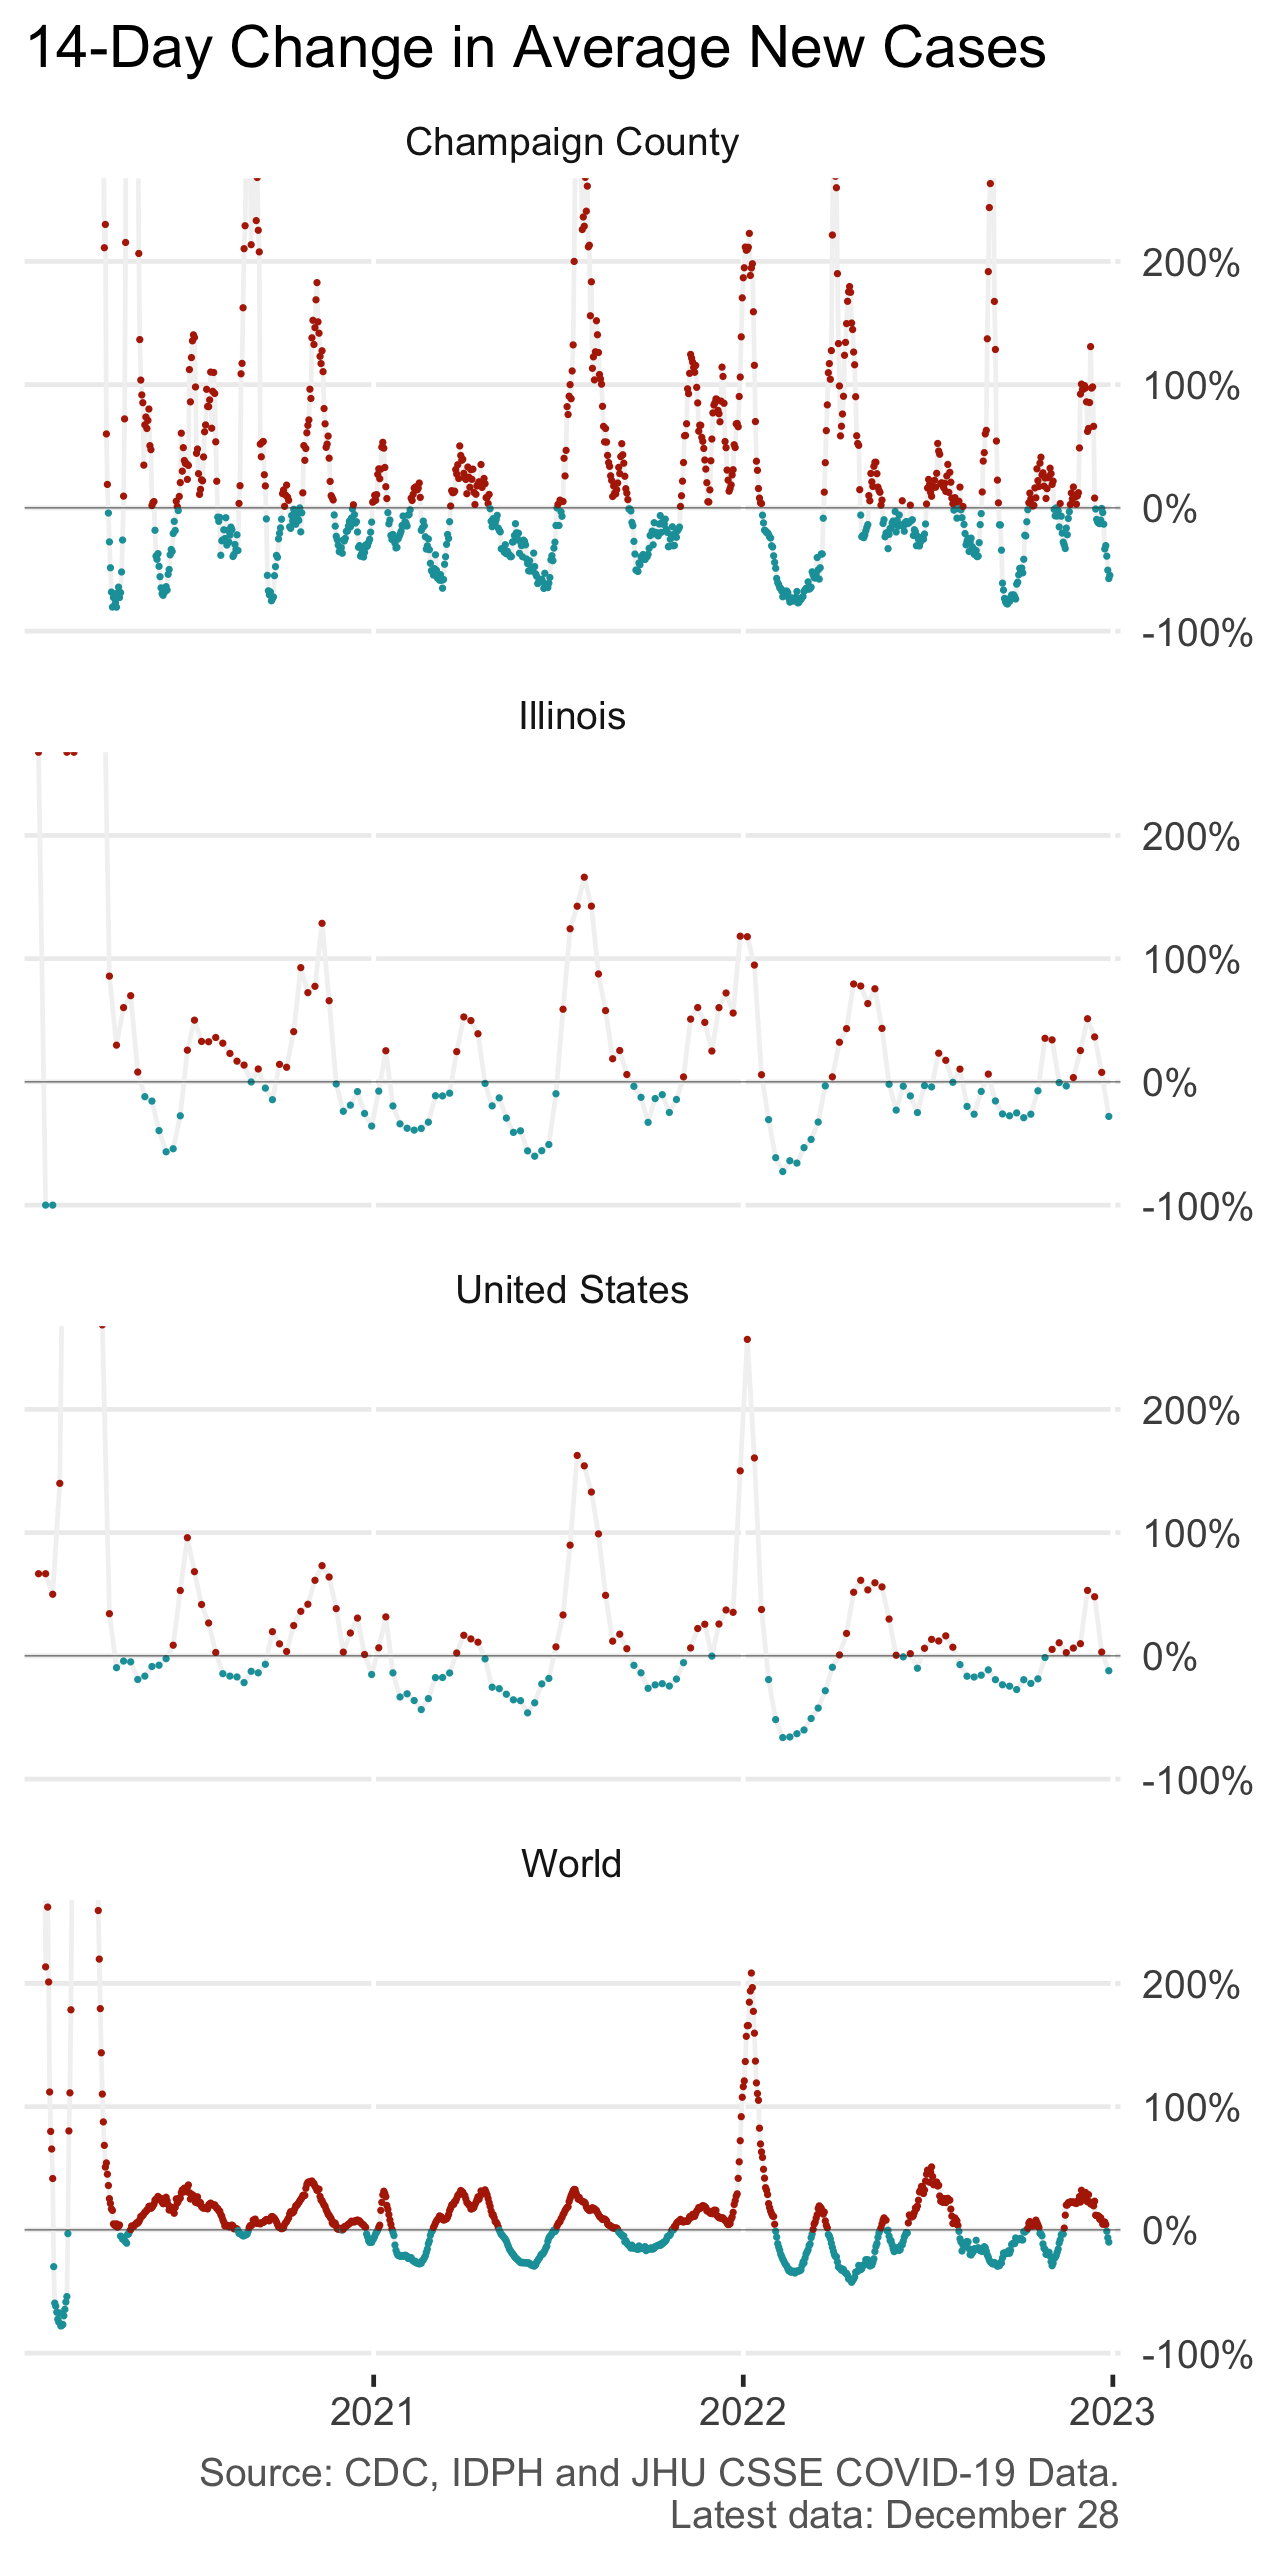 14-Day Change in Average New Cases
Champaign County
200%
100%
0%
-100%
Illinois
200%
100%
0%
-100%
United States
200%
100%
0%
-100%
World
200%
100%
0%
-100%
2021 2022 2023
Source: CDC, IDPH and JHU CSSE COVID-19 Data.
Latest data: December 28